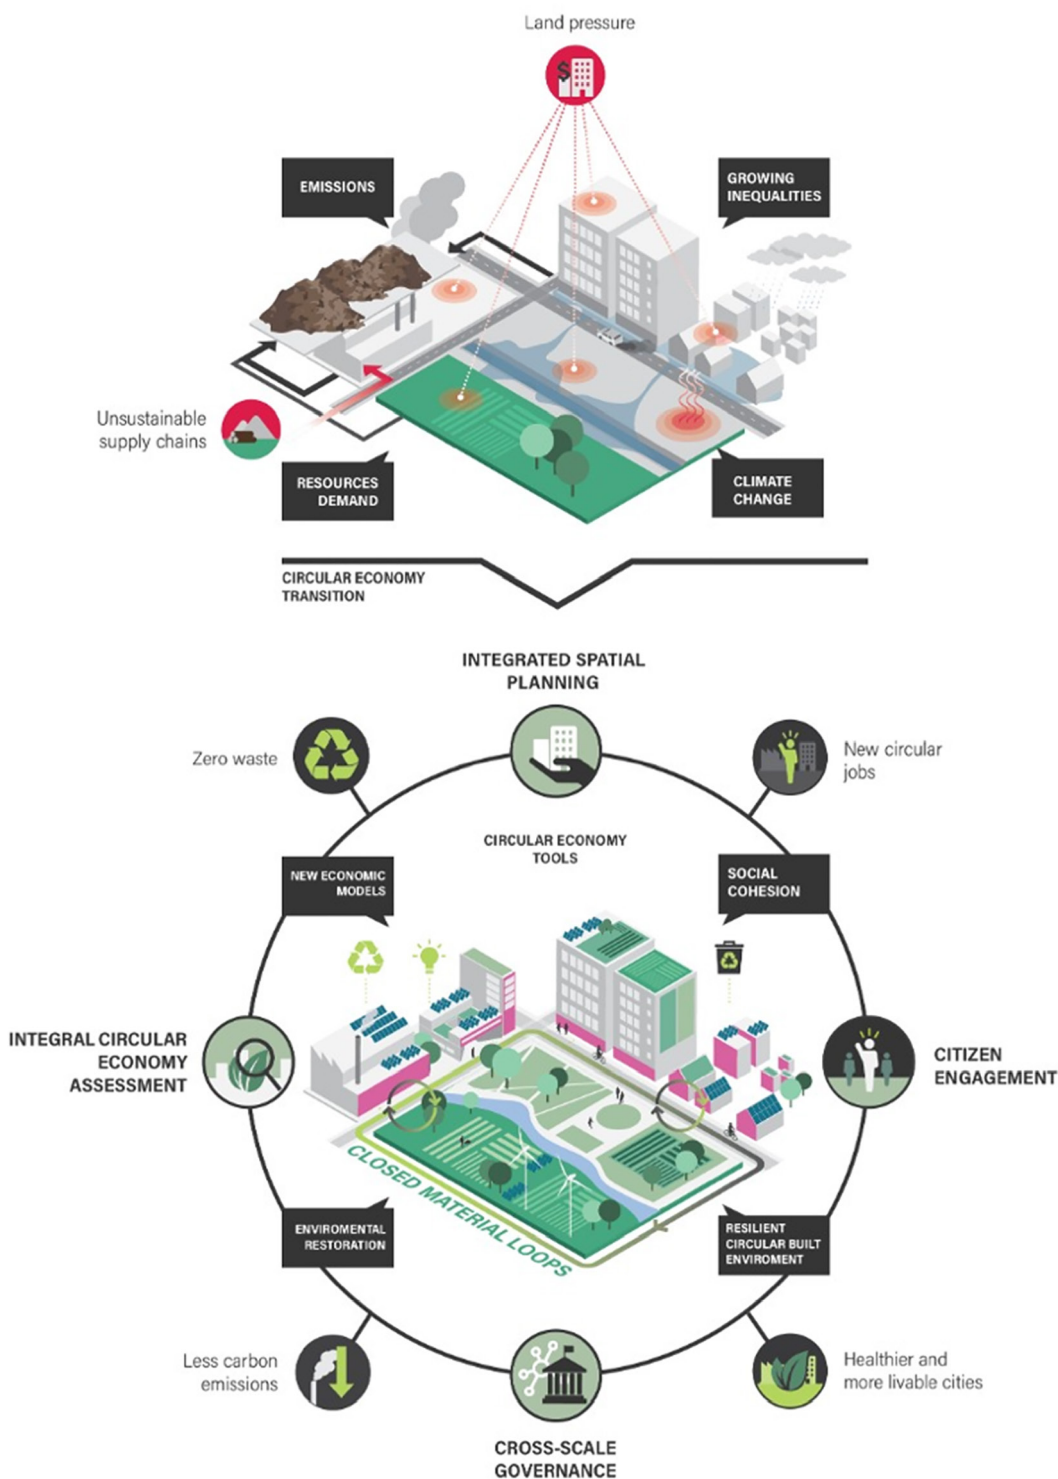 Land pressure
EMISSIONS
GROWING
INEQUALITIES
$
Unsustainable
supply chains
RESOURCES
DEMAND
CLIMATE
CHANGE
CIRCULAR ECONOMY
TRANSITION
INTEGRATED SPATIAL
PLANNING
Zero waste
New circular
jobs
CIRCULAR ECONOMY
TOOLS
NEW ECONOMIC
MODELS
SOCIAL
COHESION
INTEGRAL CIRCULAR
ECONOMY
ASSESSMENT
CITIZEN
ENGAGEMENT
CLOSED MATERIAL LOOPS
ENVIROMENTAL
RESTORATION
RESILIENT
CIRCULAR BUILT
ENVIROMENT
Less carbon
emissions
Healthier and
more livable cities
CROSS-SCALE
GOVERNANCE